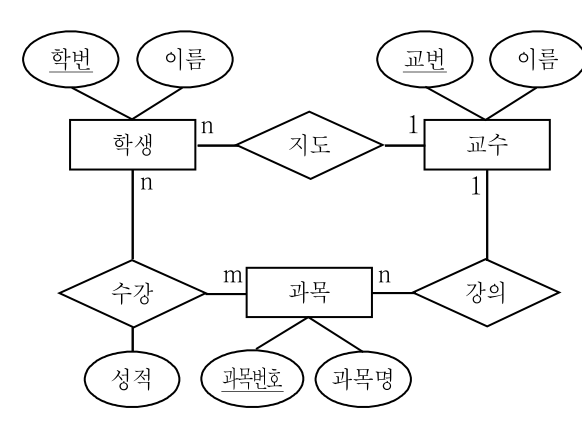 학번 이름 교번 이름
학생 n 지도 1 교수
n 1
수강 m 과목 n 강의
성적 과목번호 과목명